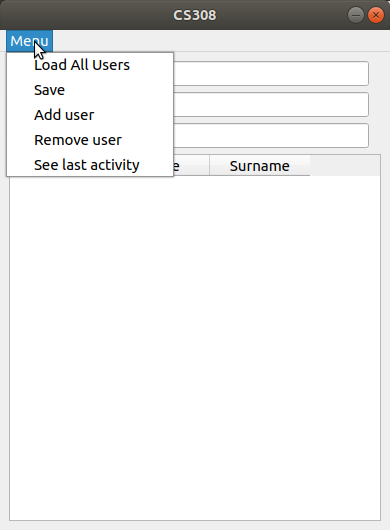 CS308
Menu
Load All Users
Save
Add user
Remove user
See last activity
Surname